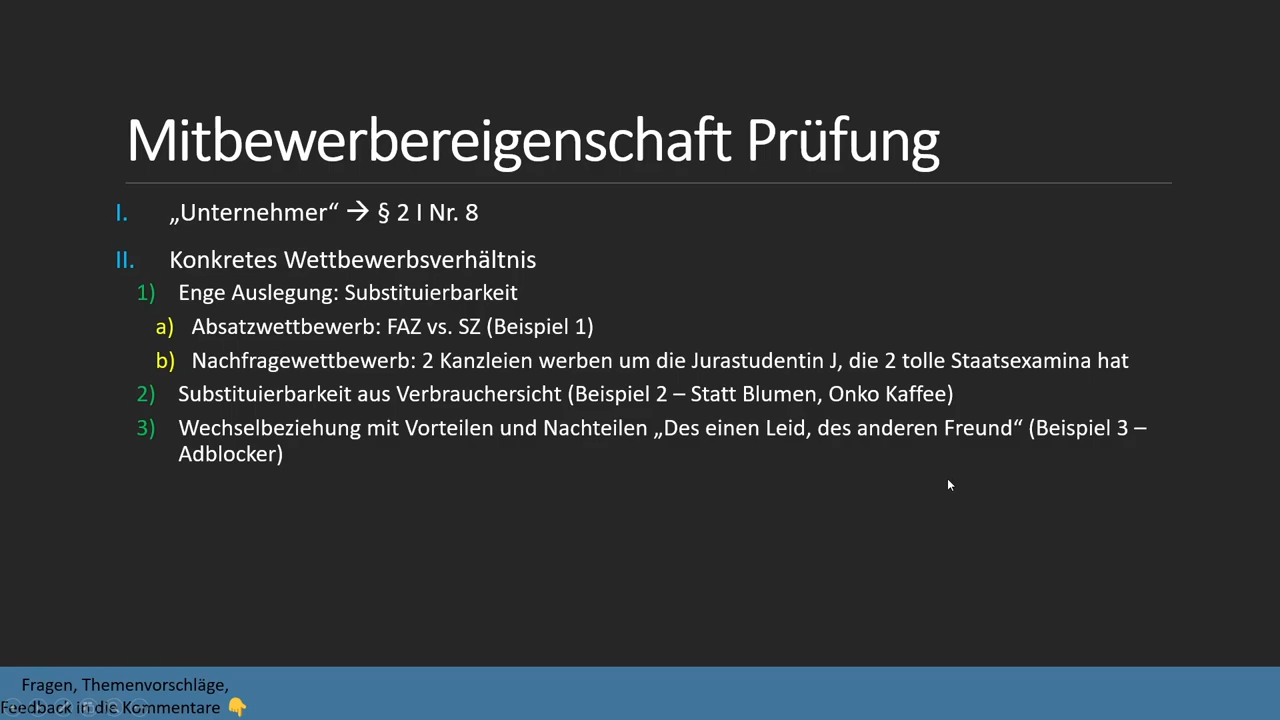 Mitbewerbereigenschaft Prüfung
I. „Unternehmer“ → § 2 I Nr. 8
II. Konkretes Wettbewerbsverhältnis
1) Enge Auslegung: Substituierbarkeit
a) Absatzwettbewerb: FAZ vs. SZ (Beispiel 1)
b) Nachfragewettbewerb: 2 Kanzleien werben um die Jurastudentin J, die 2 tolle Staatsexamina hat
2) Substituierbarkeit aus Verbrauchersicht (Beispiel 2 – Statt Blumen, Onko Kaffee)
3) Wechselbeziehung mit Vorteilen und Nachteilen „Des einen Leid, des anderen Freund“ (Beispiel 3 –
Adblocker)
Fragen, Themenvorschläge,
Feedback in die Kommentare 👇